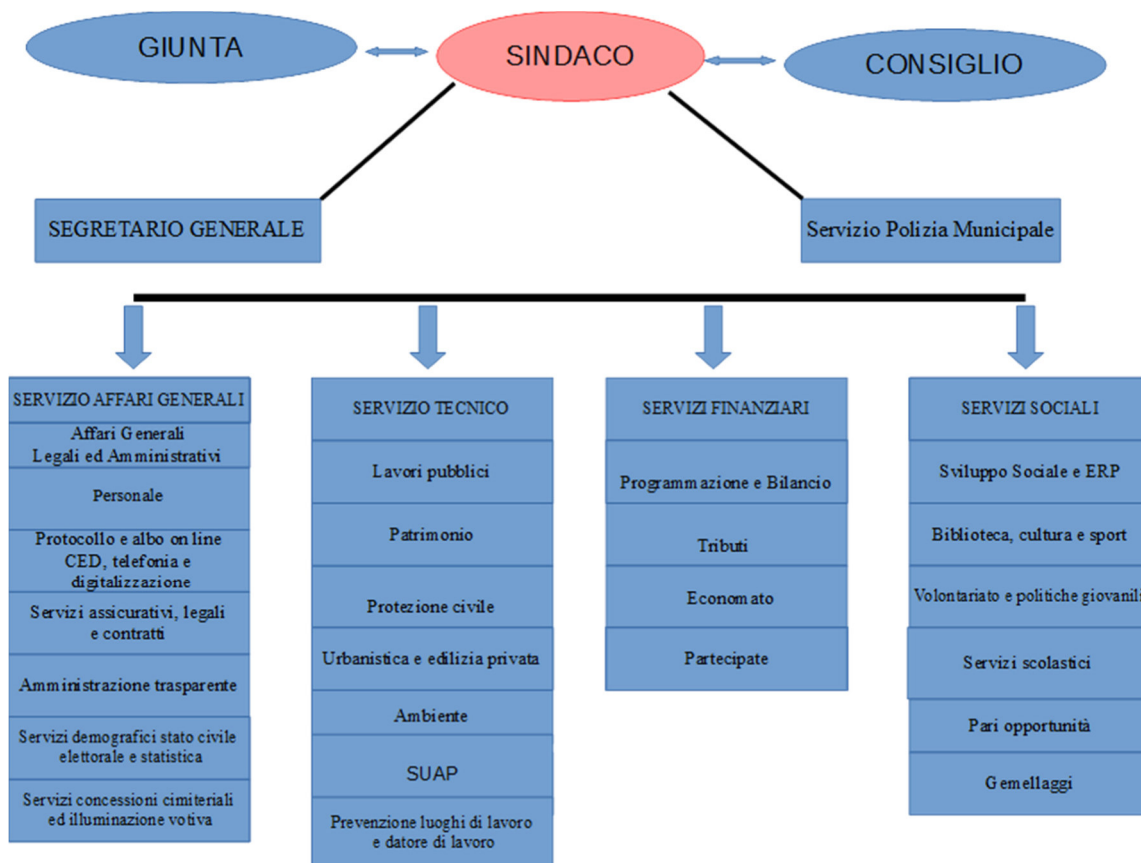 GIUNTA
SINDACO
CONSIGLIO
SEGRETARIO GENERALE
Servizio Polizia Municipale
SERVIZIO AFFARI GENERALI
Affari Generali
Legali ed Amministrativi
Personale
Protocollo e albo on line
CED, telefonia e
digitalizzazione
Servizi assicurativi, legali
e contratti
Amministrazione trasparente
Servizi demografici stato civile
elettorale e statistica
Servizi concessioni cimiteriali
ed illuminazione votiva
SERVIZIO TECNICO
Lavori pubblici
Patrimonio
Protezione civile
Urbanistica e edilizia privata
Ambiente
SUAP
Prevenzione luoghi di lavoro
e datore di lavoro
SERVIZI FINANZIARI
Programmazione e Bilancio
Tributi
Economato
Partecipate
SERVIZI SOCIALI
Sviluppo Sociale e ERP
Biblioteca, cultura e sport
Volontariato e politiche giovanili
Servizi scolastici
Pari opportunità
Gemellaggi